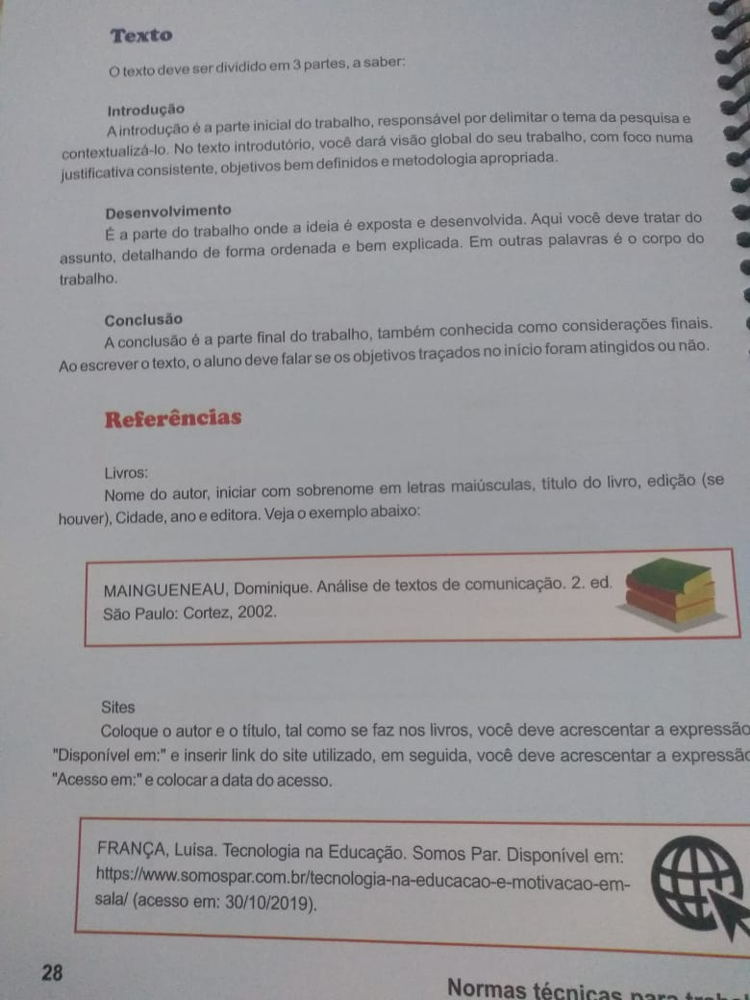 Texto
O texto deve ser dividido em 3 partes, a saber:
Introdução
A introdução é a parte inicial do trabalho, responsável por delimitar o tema da pesquisa e
contextualizá-lo. No texto introdutório, você dará visão global do seu trabalho, com foco numa
justificativa consistente, objetivos bem definidos e metodologia apropriada.
Desenvolvimento
É a parte do trabalho onde a ideia é exposta e desenvolvida. Aqui você deve tratar do
assunto, detalhando de forma ordenada e bem explicada. Em outras palavras é o corpo do
trabalho.
Conclusão
A conclusão é a parte final do trabalho, também conhecida como considerações finais.
Ao escrever o texto, o aluno deve falar se os objetivos traçados no início foram atingidos ou não.
Referências
Livros:
Nome do autor, iniciar com sobrenome em letras maiúsculas, título do livro, edição (se
houver), Cidade, ano e editora. Veja o exemplo abaixo:
MAINGUENEAU, Dominique. Análise de textos de comunicação. 2. ed.
São Paulo: Cortez, 2002.
Sites
Coloque o autor e o título, tal como se faz nos livros, você deve acrescentar a expressão
"Disponível em:" e inserir link do site utilizado, em seguida, você deve acrescentar a expressão
"Acesso em:" e colocar a data do acesso.
FRANÇA, Luísa. Tecnologia na Educação. Somos Par. Disponível em:
https://www.somospar.com.br/tecnologia-na-educacao-e-motivacao-em-
sala/ (acesso em: 30/10/2019).
28
Normas técnicas para